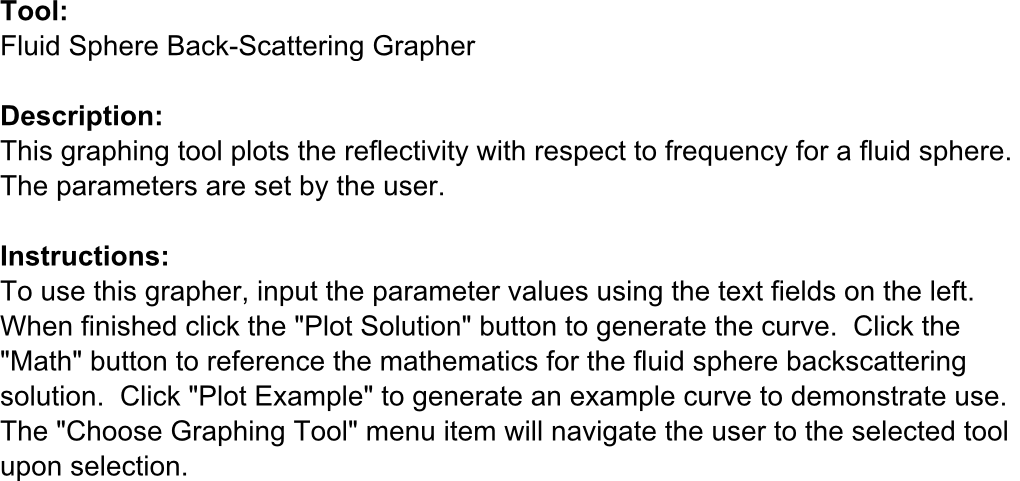 Tool:
Fluid Sphere Back-Scattering Grapher
Description:
This graphing tool plots the reflectivity with respect to frequency for a fluid sphere.
The parameters are set by the user.
Instructions:
To use this grapher, input the parameter values using the text fields on the left.
When finished click the "Plot Solution" button to generate the curve.  Click the
"Math" button to reference the mathematics for the fluid sphere backscattering
solution.  Click "Plot Example" to generate an example curve to demonstrate use.
The "Choose Graphing Tool" menu item will navigate the user to the selected tool
upon selection.